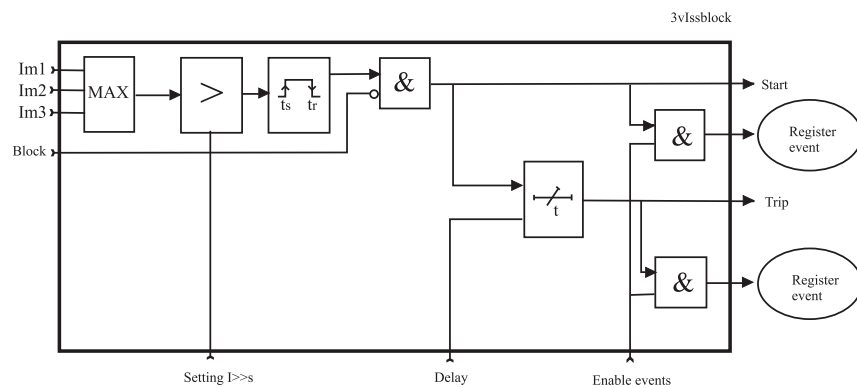 3vIssblock
Im1
Im2
Im3
MAX
>
ts tr
&
Start
Block
&
Register
event
t
Trip
&
Register
event
Setting I>>s
Delay
Enable events